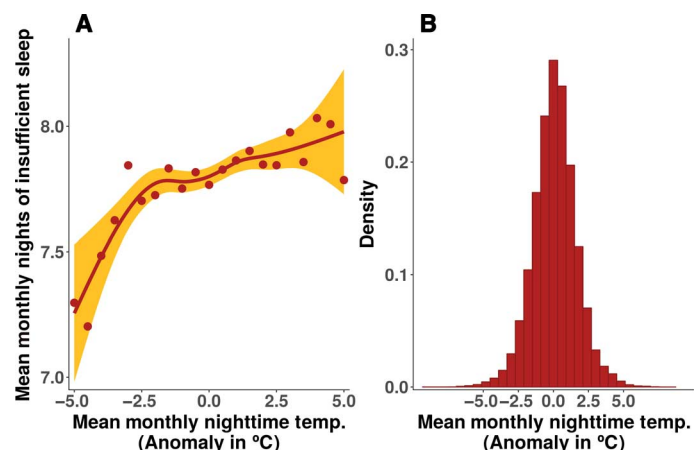 A
Mean monthly nights of insufficient sleep
8.0
7.5
7.0
−5.0 −2.5 0.0 2.5 5.0
Mean monthly nighttime temp.
(Anomaly in ºC)
B
Density
0.3
0.2
0.1
0.0
−5.0 −2.5 0.0 2.5 5.0
Mean monthly nighttime temp.
(Anomaly in ºC)